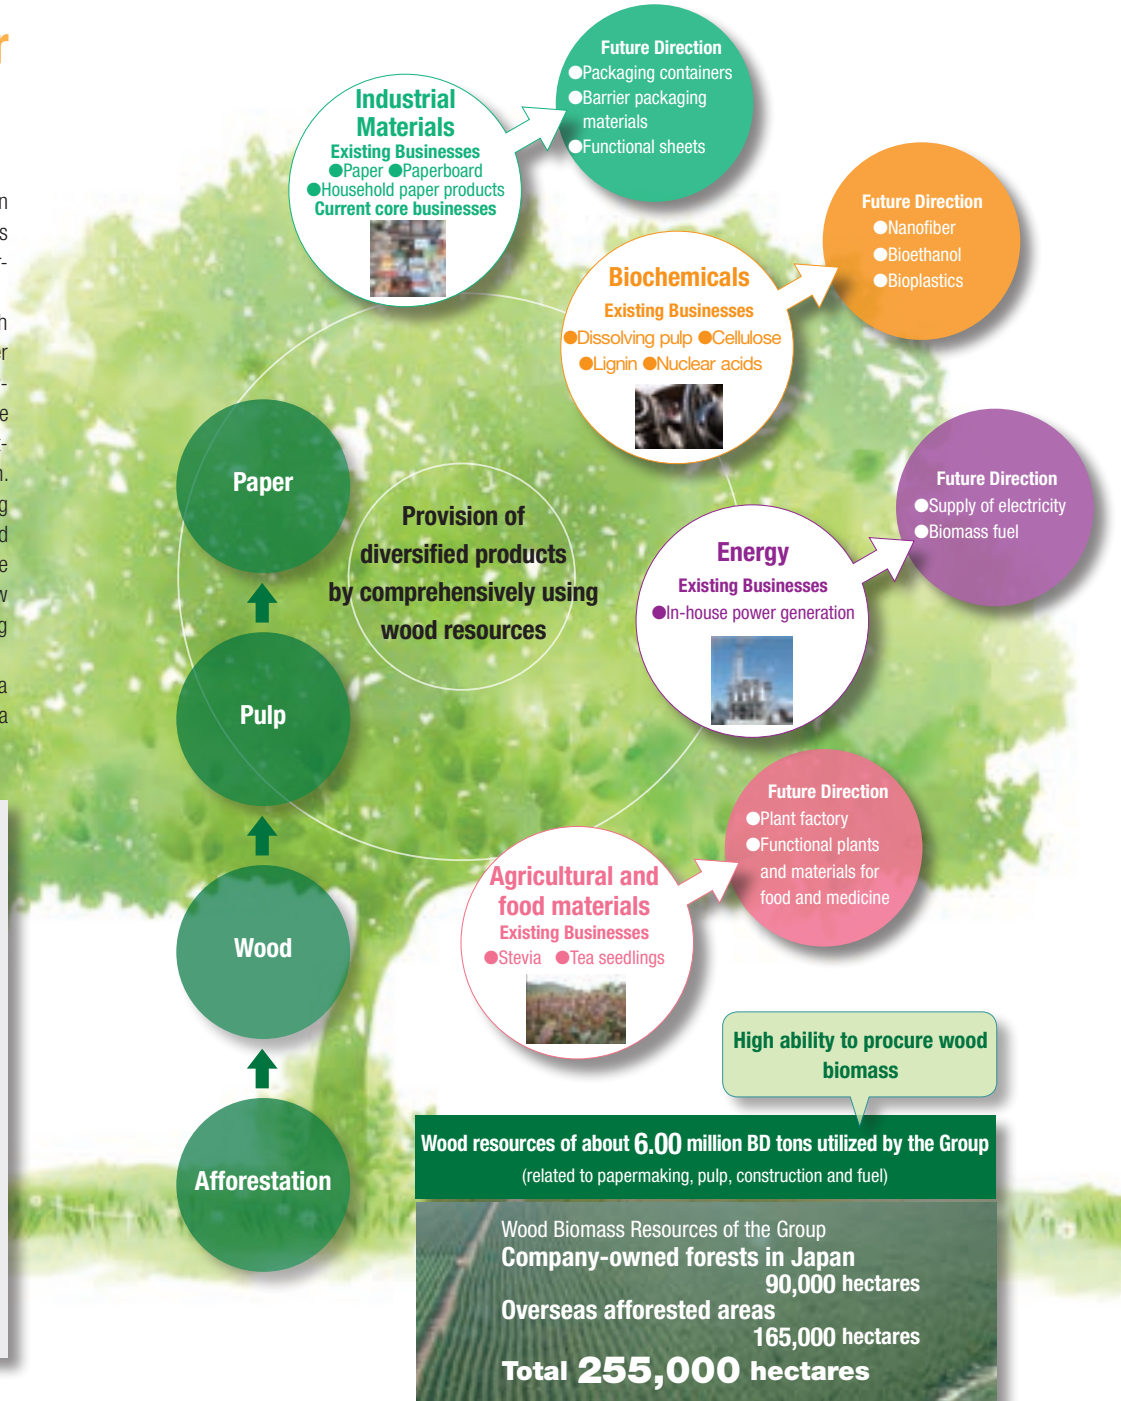 Future Direction
●Packaging containers
●Barrier packaging
materials
●Functional sheets
Industrial
Materials
Existing Businesses
●Paper ●Paperboard
●Household paper products
Current core businesses
Future Direction
●Nanofiber
●Bioethanol
●Bioplastics
Biochemicals
Existing Businesses
●Dissolving pulp ●Cellulose
●Lignin ●Nuclear acids
Future Direction
●Supply of electricity
●Biomass fuel
Energy
Existing Businesses
●In-house power generation
Paper
Provision of
diversified products
by comprehensively using
wood resources
Pulp
Future Direction
●Plant factory
●Functional plants
and materials for
food and medicine
Agricultural and
food materials
Existing Businesses
●Stevia ●Tea seedlings
Wood
Afforestation
High ability to procure wood
biomass
Wood resources of about 6.00 million BD tons utilized by the Group
(related to papermaking, pulp, construction and fuel)
Wood Biomass Resources of the Group
Company-owned forests in Japan
90,000 hectares
Overseas afforested areas
165,000 hectares
Total 255,000 hectares